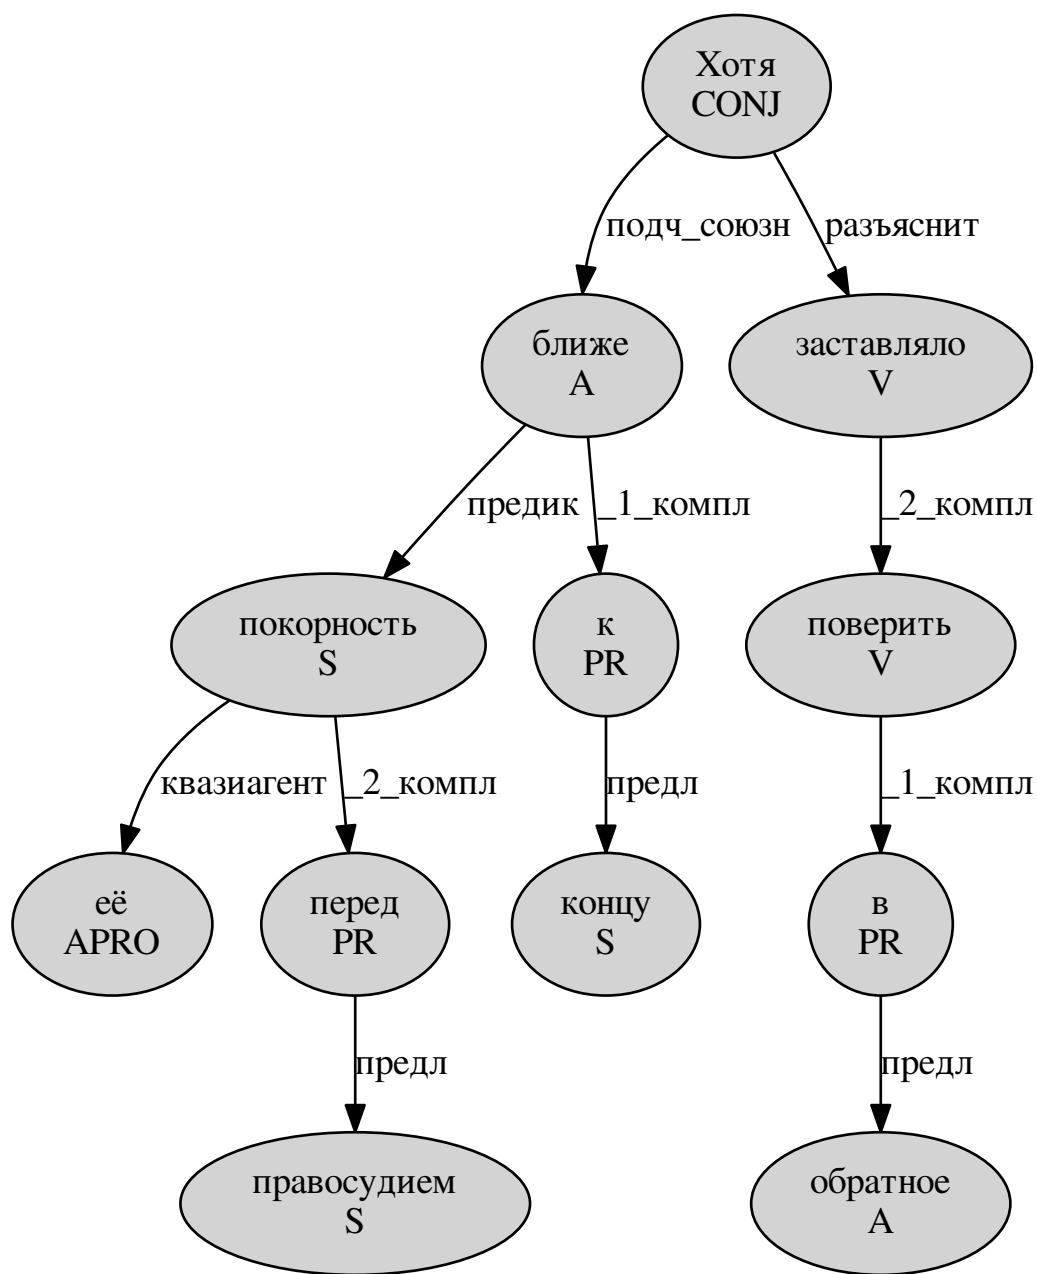 Хотя
CONJ
подч_союзн
разъяснит
ближе
A
заставляло
V
предик
_1_компл
_2_компл
покорность
S
к
PR
поверить
V
квазиагент
_2_компл
предл
_1_компл
её
APRO
перед
PR
концу
S
в
PR
предл
предл
правосудием
S
обратное
A